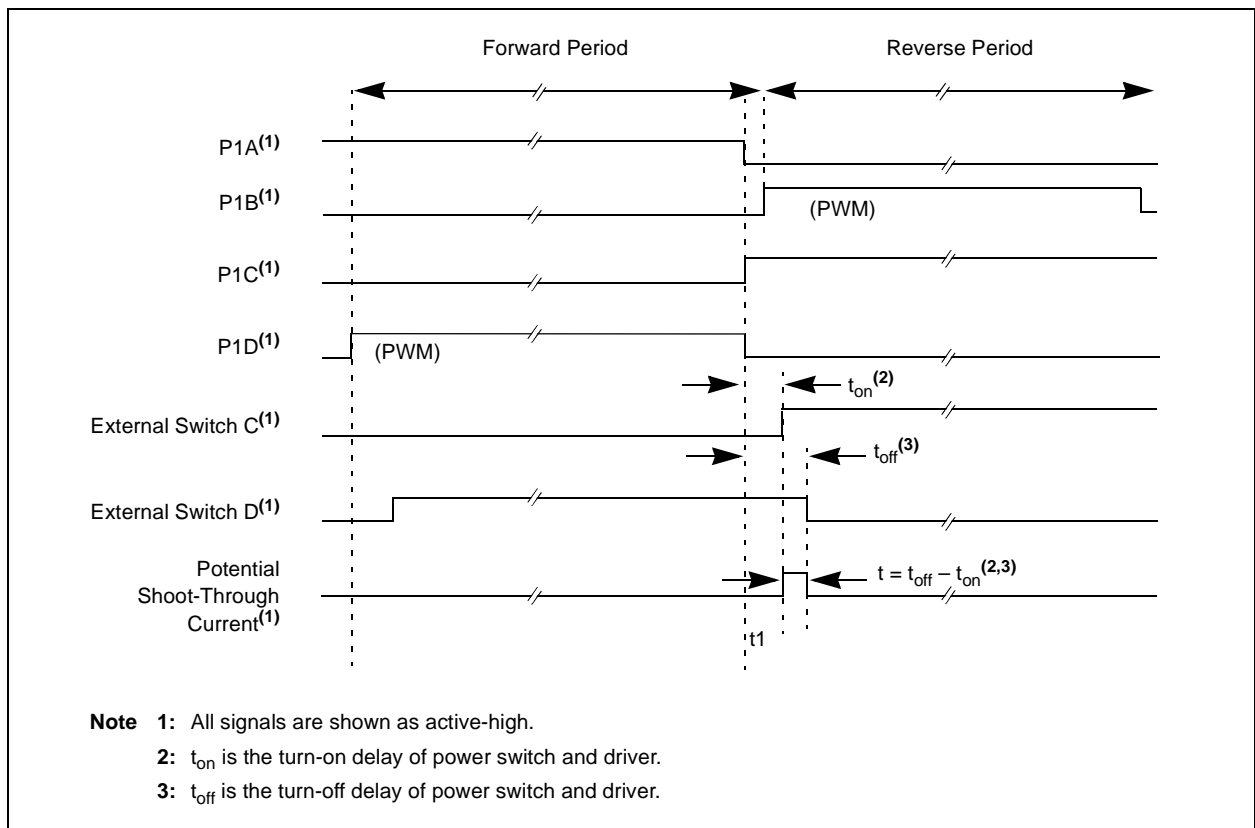 Forward Period
Reverse Period
P1A(1)
P1B(1)
(PWM)
P1C(1)
P1D(1)
(PWM)
ton(2)
External Switch C(1)
toff(3)
External Switch D(1)
Potential
Shoot-Through
Current(1)
t = toff – ton(2,3)
t1
Note 1: All signals are shown as active-high.
2: ton is the turn-on delay of power switch and driver.
3: toff is the turn-off delay of power switch and driver.